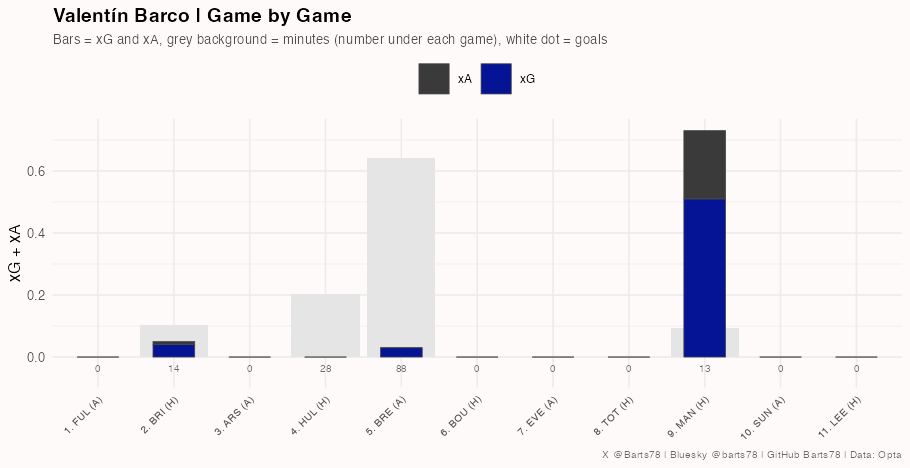 Valentín Barco | Game by Game
Bars = xG and xA, grey background = minutes (number under each game), white dot = goals
xA xG
xG + xA
0.6
0.4
0.2
0.0
0 14 0 28 88 0 0 0 13 0 0
1. FUL (A) 2. BRI (H) 3. ARS (A) 4. HUL (H) 5. BRE (A) 6. BOU (H) 7. EVE (A) 8. TOT (H) 9. MAN (H) 10. SUN (A) 11. LEE (H)
X @Barts78 | Bluesky @barts78 | GitHub Barts78 | Data: Opta